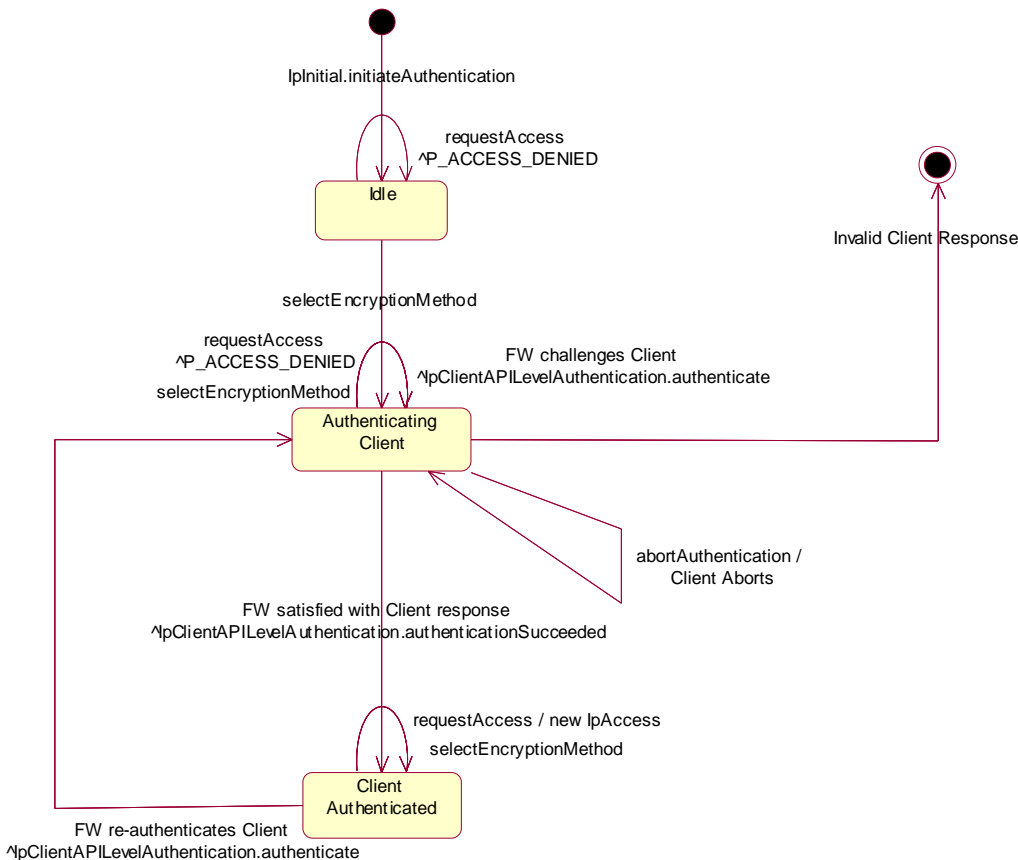 IpInitial.initiateAuthentication
requestAccess
^P_ACCESS_DENIED
Idle
Invalid Client Response
selectEncryptionMethod
requestAccess
^P_ACCESS_DENIED
selectEncryptionMethod
FW challenges Client
^IpClientAPILevelAuthentication.authenticate
Authenticating
Client
abortAuthentication /
Client Aborts
FW satisfied with Client response
^IpClientAPILevelAuthentication.authenticationSucceeded
requestAccess / new IpAccess
selectEncryptionMethod
Client
Authenticated
FW re-authenticates Client
^IpClientAPILevelAuthentication.authenticate